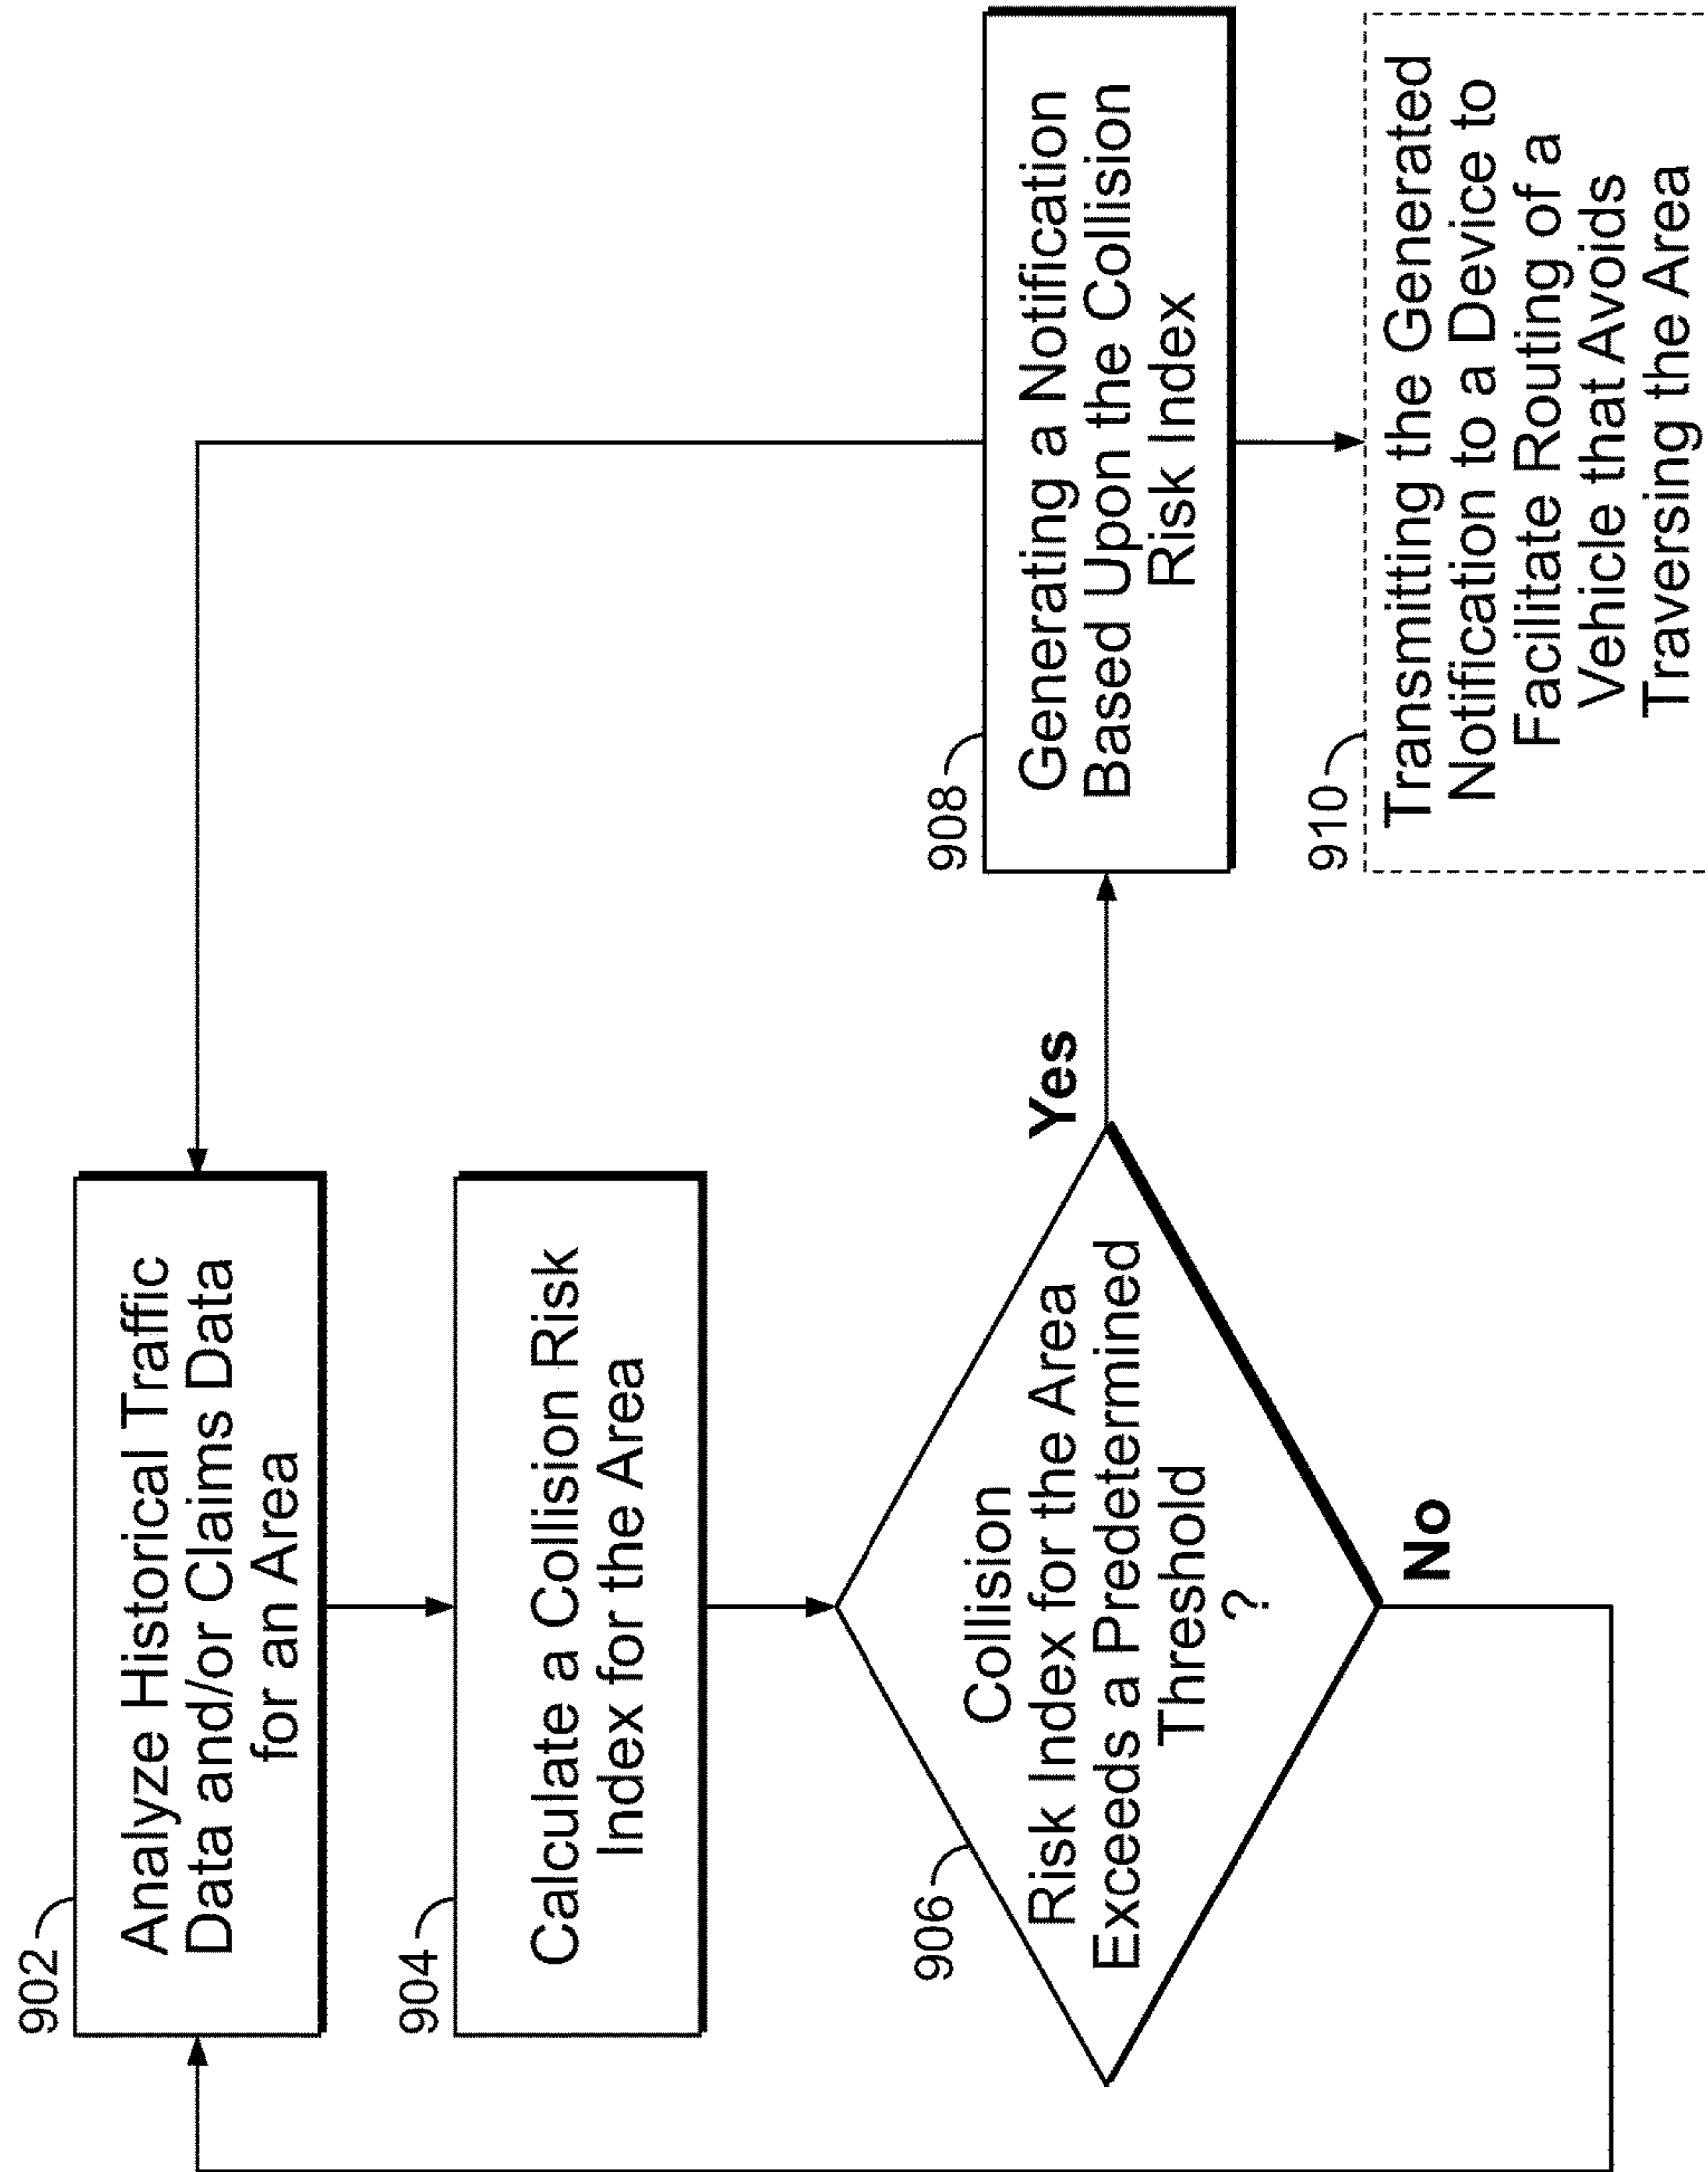 902
Analyze Historical Traffic
Data and/or Claims Data
for an Area
904
Calculate a Collision Risk
Index for the Area
906
Collision
Risk Index for the Area
Exceeds a Predetermined
Threshold
?
Yes
No
908
Generating a Notification
Based Upon the Collision
Risk Index
910
Transmitting the Generated
Notification to a Device to
Facilitate Routing of a
Vehicle that Avoids
Traversing the Area